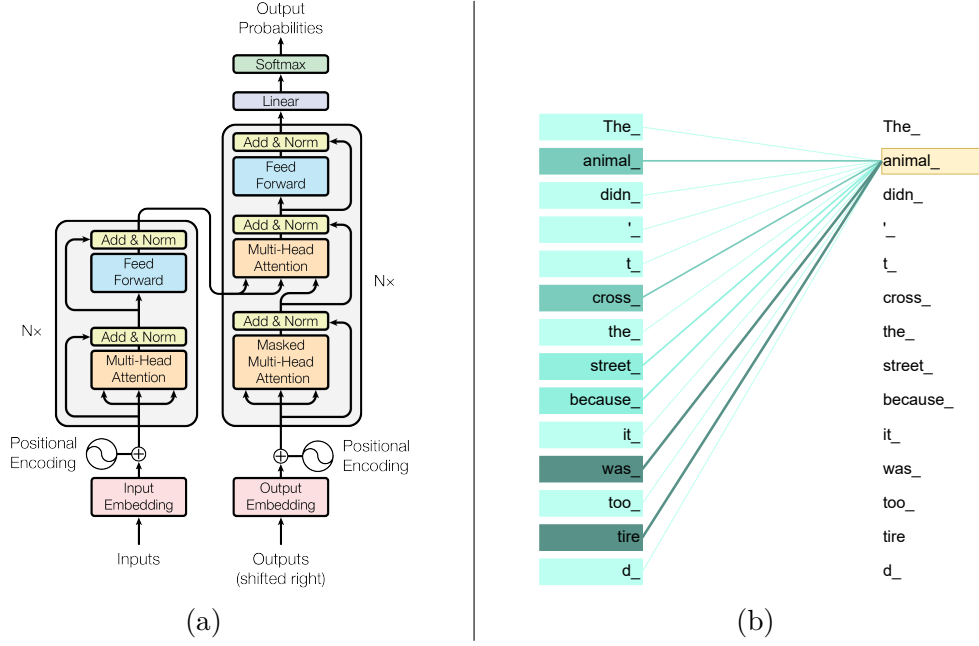 Output
Probabilities
Softmax
Linear
Add & Norm
Feed
Forward
Add & Norm
Multi-Head
Attention
Add & Norm
Masked
Multi-Head
Attention
N×
Add & Norm
Feed
Forward
N×
Add & Norm
Multi-Head
Attention
Positional
Encoding
Positional
Encoding
Input
Embedding
Output
Embedding
Inputs
Outputs
(shifted right)
(a)
The_
animal_
didn_
'_
t_
cross_
the_
street_
because_
it_
was_
too_
tire
d_
The_
animal_
didn_
'_
t_
cross_
the_
street_
because_
it_
was_
too_
tire
d_
(b)